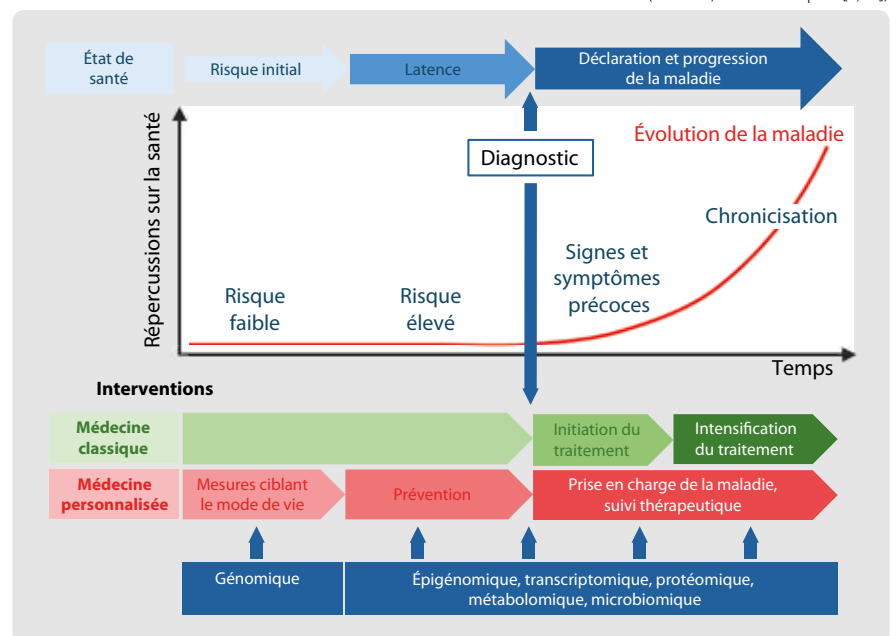 État de
santé
Risque initial
Latence
Déclaration et progression
de la maladie
Répercussions sur la santé
Diagnostic
Évolution de la maladie
Chronicisation
Signes et
symptômes
précoces
Risque
faible
Risque
élevé
Temps
Interventions
Médecine
classique
Initiation du
traitement
Intensification
du traitement
Médecine
personnalisée
Mesures ciblant
le mode de vie
Prévention
Prise en charge de la maladie,
suivi thérapeutique
Génomique
Épigénomique, transcriptomique, protéomique,
métabolomique, microbiomique